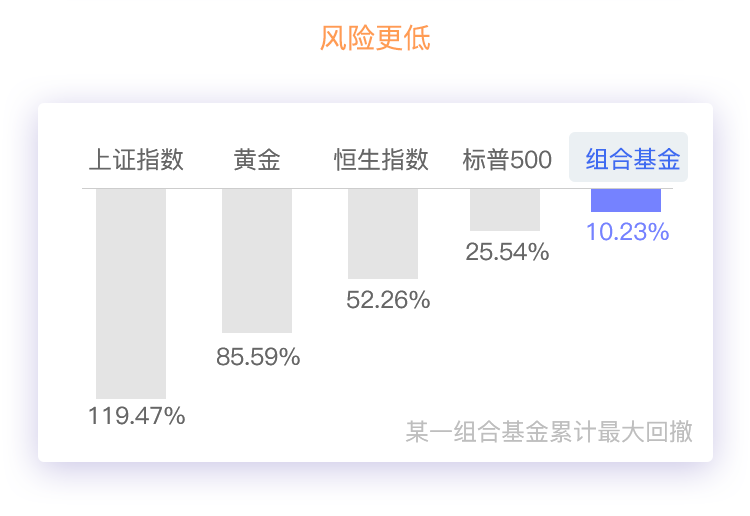 风险更低
上证指数 黄金 恒生指数 标普500 组合基金
10.23%
25.54%
52.26%
85.59%
119.47%
某一组合基金累计最大回撤